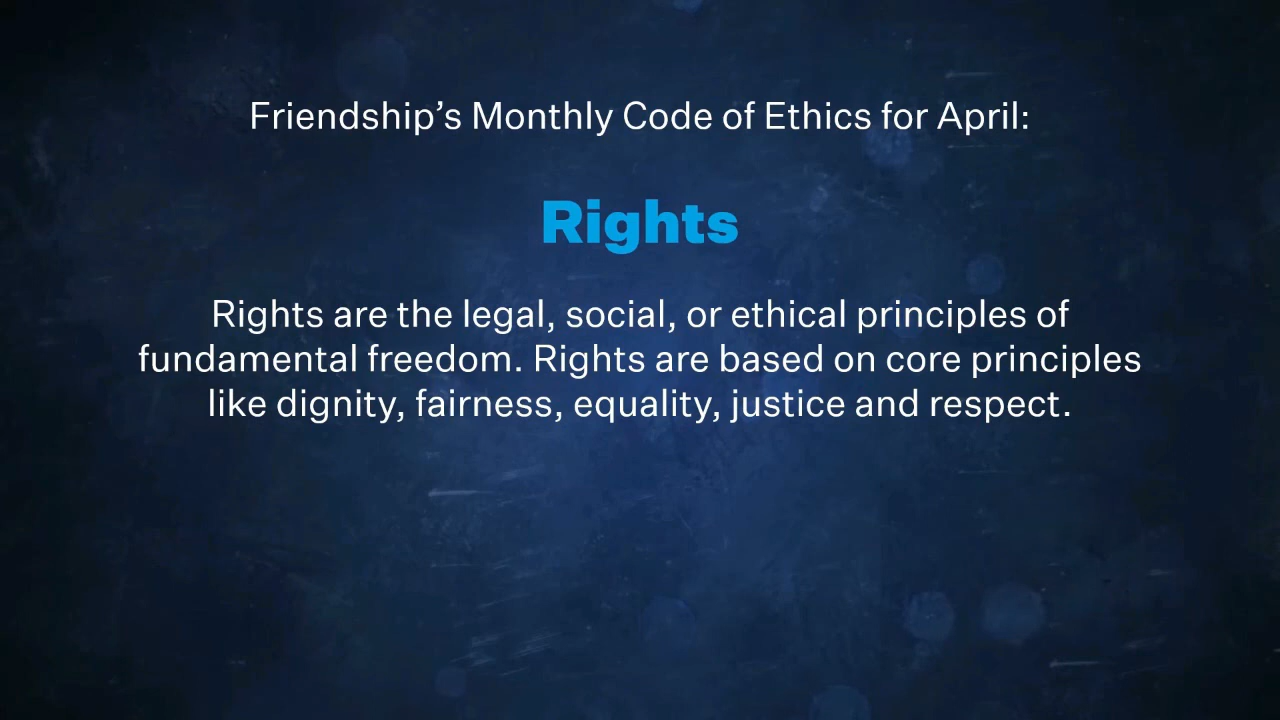 Friendship’s Monthly Code of Ethics for April:
Rights
Rights are the legal, social, or ethical principles of
fundamental freedom. Rights are based on core principles
like dignity, fairness, equality, justice and respect.